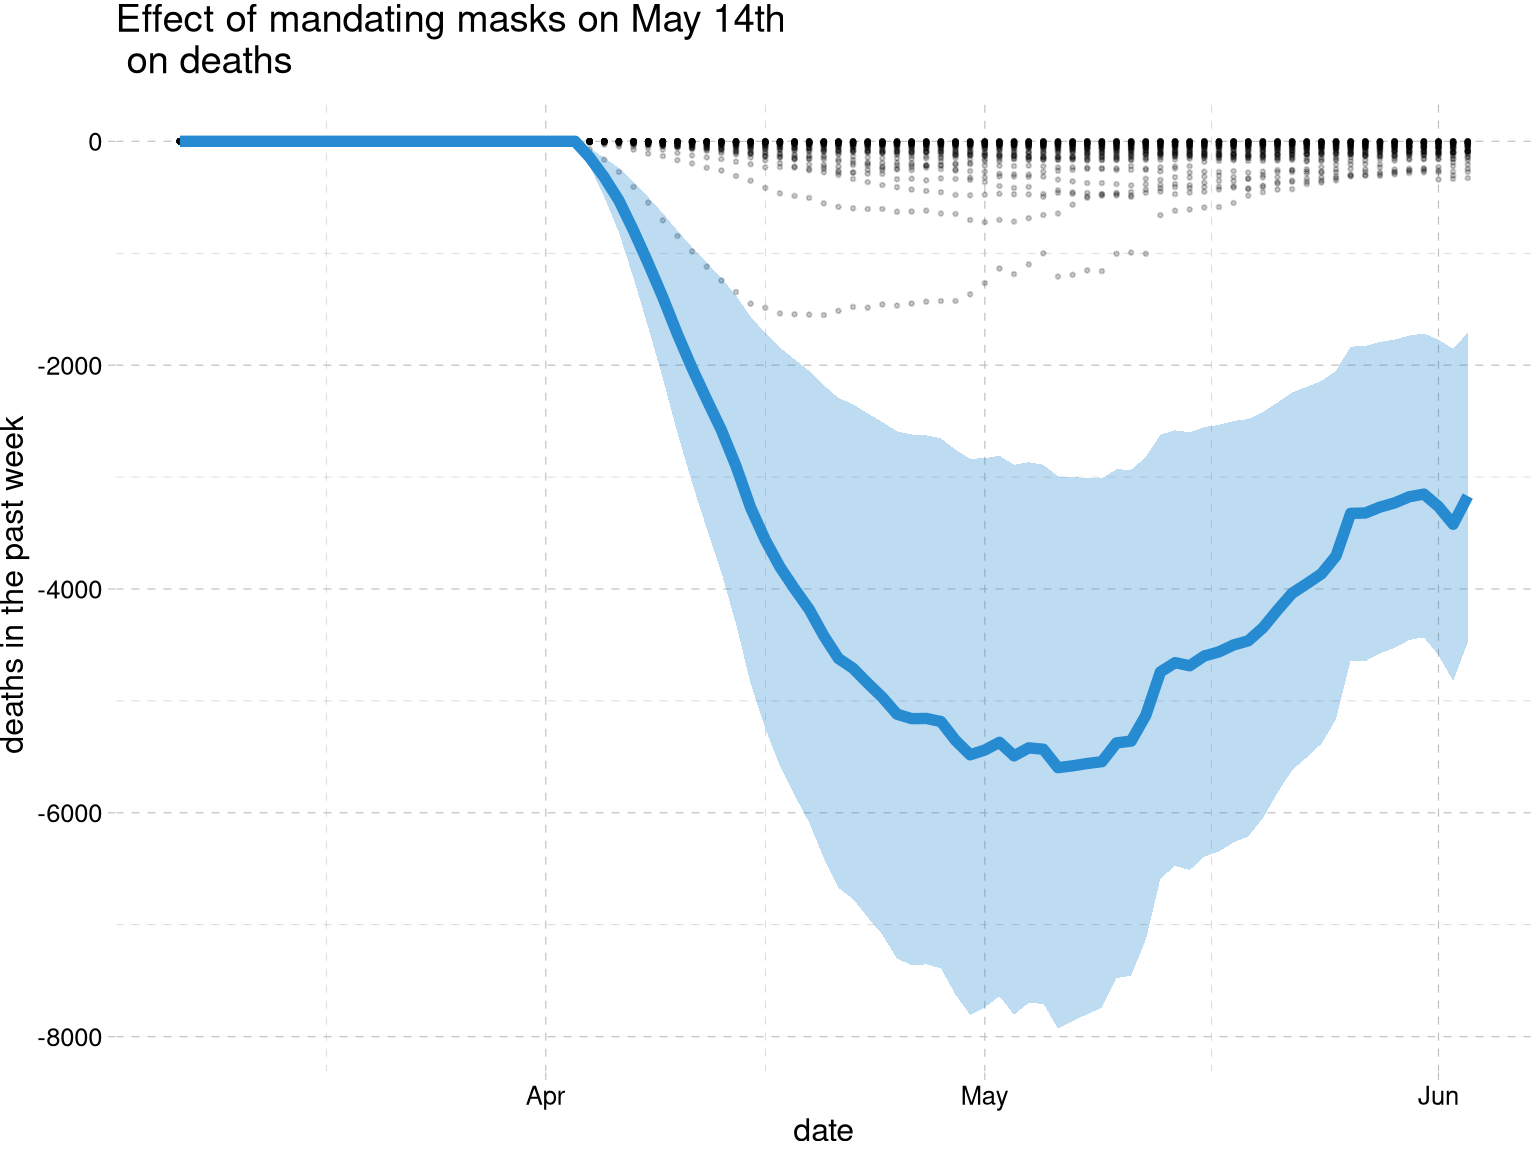 Effect of mandating masks on May 14th
on deaths
deaths in the past week
0
-2000
-4000
-6000
-8000
Apr
May
Jun
date